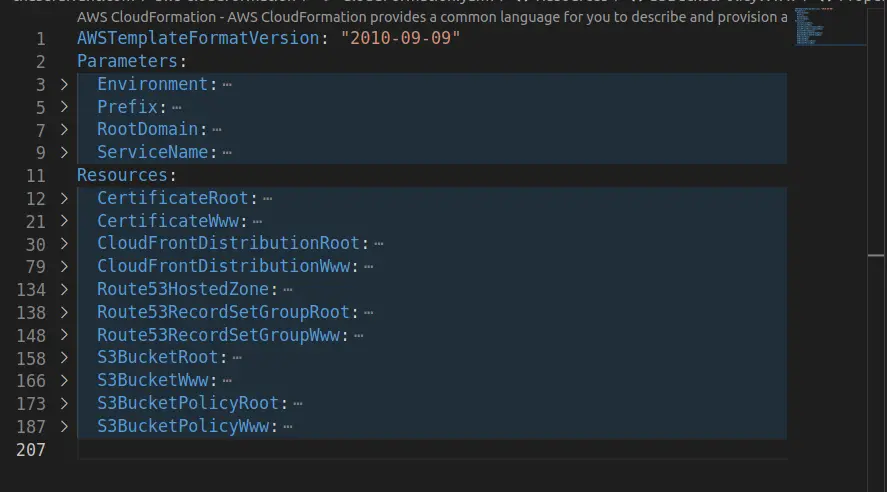 AWS CloudFormation - AWS CloudFormation provides a common language for you to describe and provision a
1 AWSTemplateFormatVersion: "2010-09-09"
2 Parameters:
3 > Environment: …
5 > Prefix: …
7 > RootDomain: …
9 > ServiceName: …
11 Resources:
12 > CertificateRoot: …
21 > CertificateWww: …
30 > CloudFrontDistributionRoot: …
79 > CloudFrontDistributionWww: …
134 > Route53HostedZone: …
138 > Route53RecordSetGroupRoot: …
148 > Route53RecordSetGroupWww: …
158 > S3BucketRoot: …
166 > S3BucketWww: …
173 > S3BucketPolicyRoot: …
187 > S3BucketPolicyWww: …
207